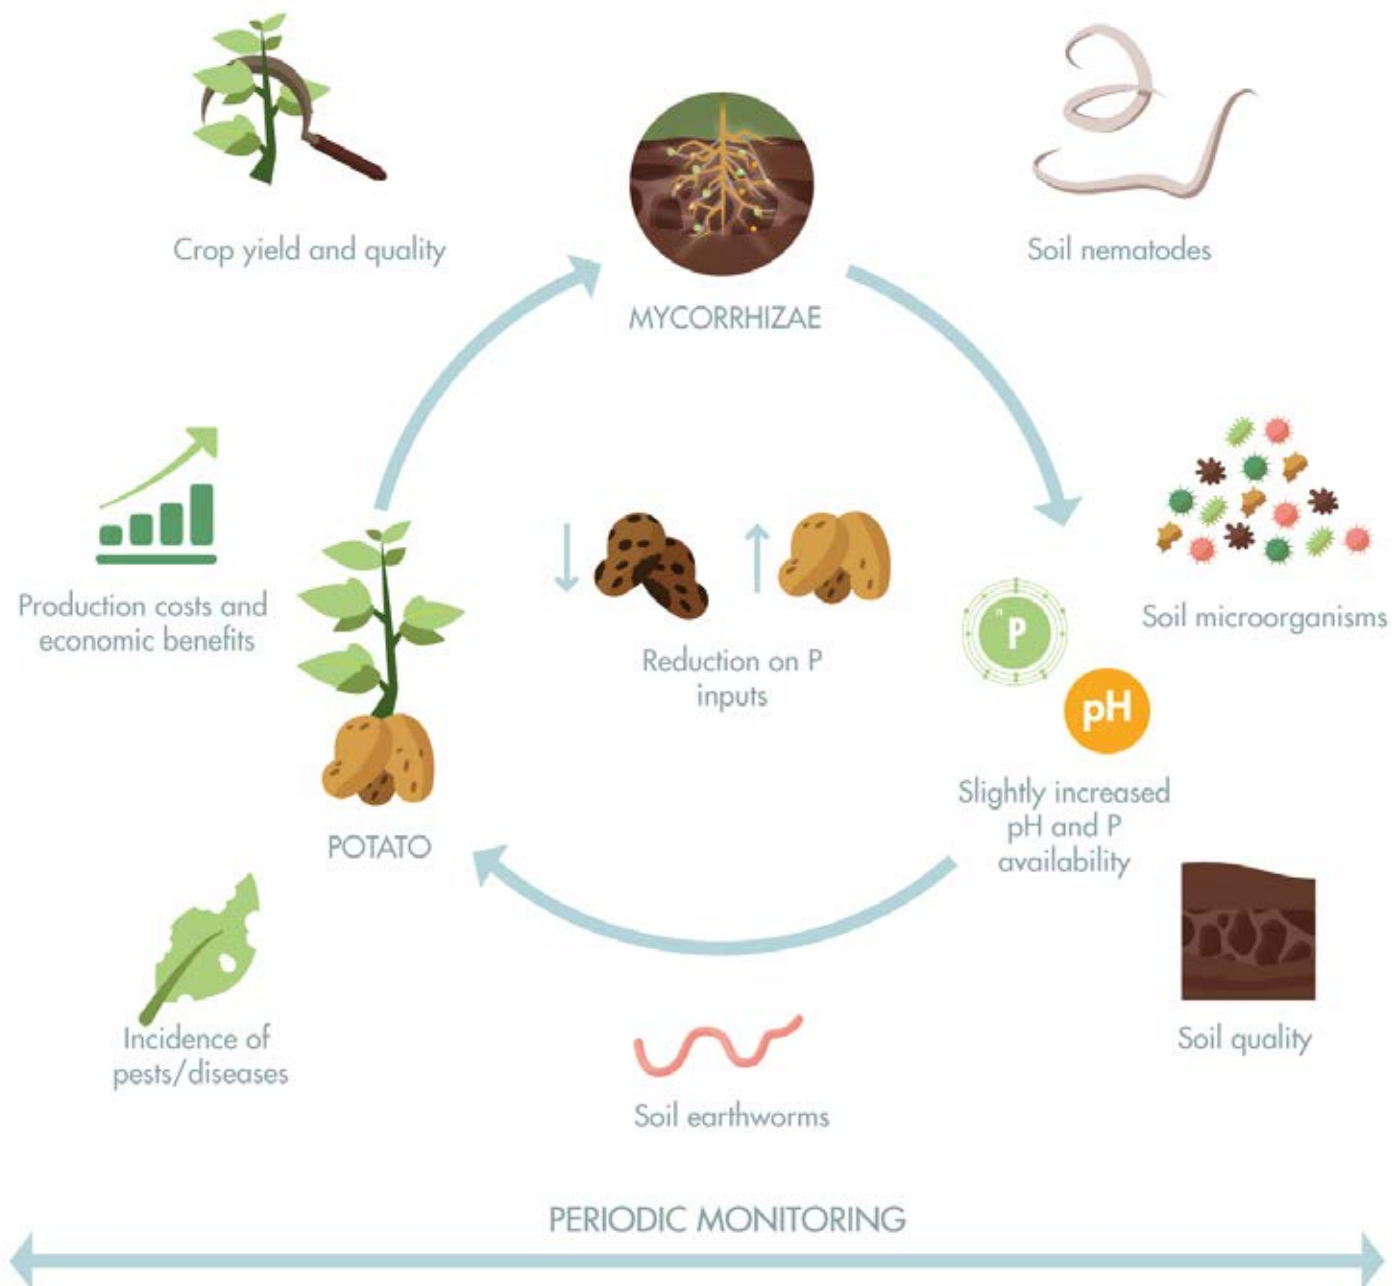 Crop yield and quality
MYCORRHIZAE
Soil nematodes
Production costs and
economic benefits
Reduction on P
inputs
P
pH
Soil microorganisms
Slightly increased
pH and P
availability
POTATO
Incidence of
pests/diseases
Soil earthworms
Soil quality
PERIODIC MONITORING